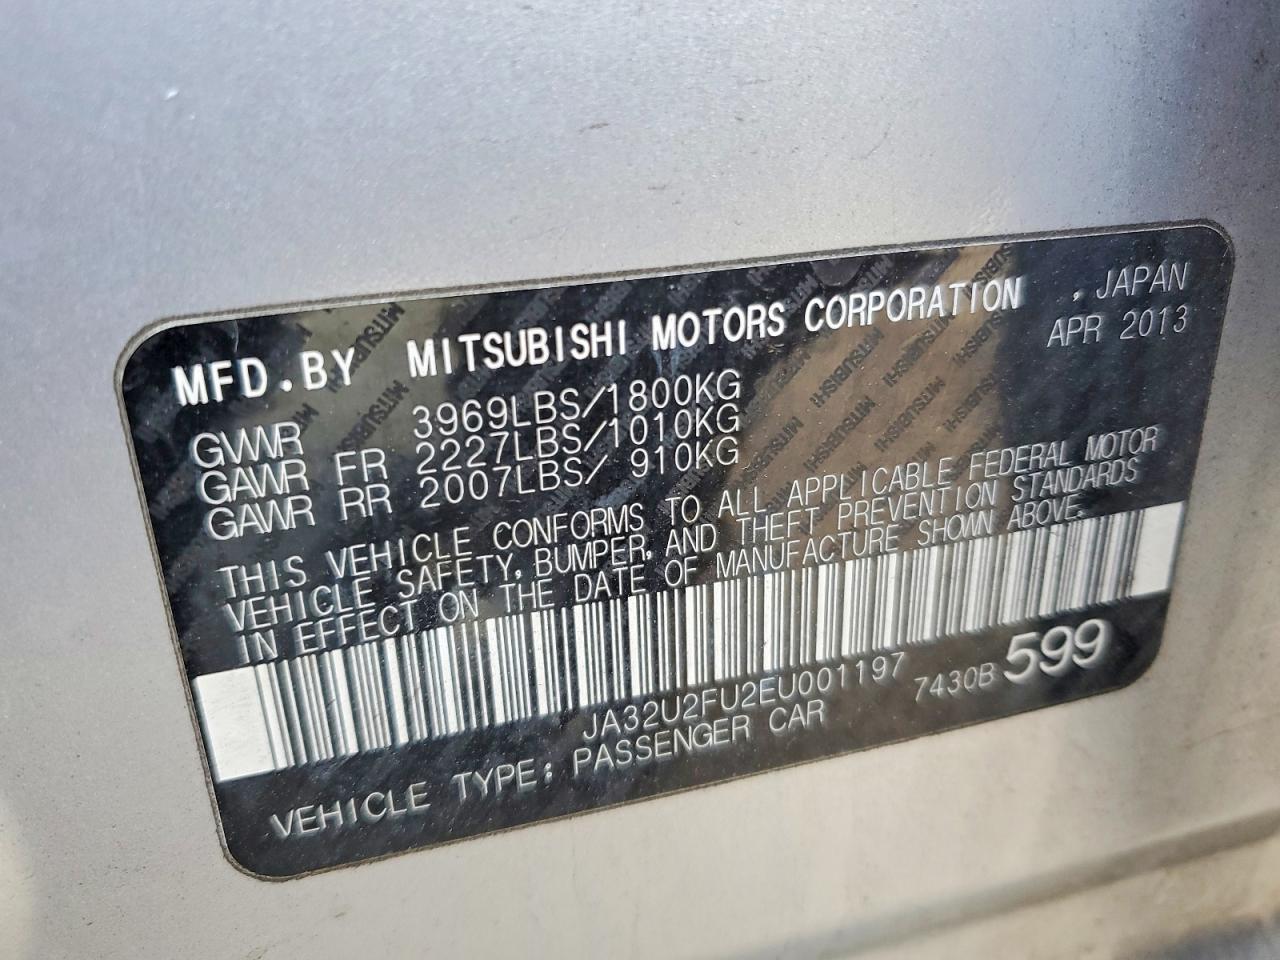 MFD.BY MITSUBISHI MOTORS CORPORATION , JAPAN
APR 2013
GVWR 3969LBS/1800KG
GAWR FR 2227LBS/1010KG
GAWR RR 2007LBS/ 910KG
THIS VEHICLE CONFORMS TO ALL APPLICABLE FEDERAL MOTOR
VEHICLE SAFETY, BUMPER, AND THEFT PREVENTION STANDARDS
IN EFFECT ON THE DATE OF MANUFACTURE SHOWN ABOVE.
JA32U2FU2EU001197 7430B 599
VEHICLE TYPE: PASSENGER CAR